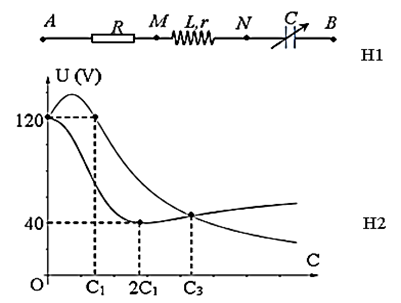 A R M L,r N C B
H1
U (V)
120
40
H2
O C₁ 2C₁ C₃ C